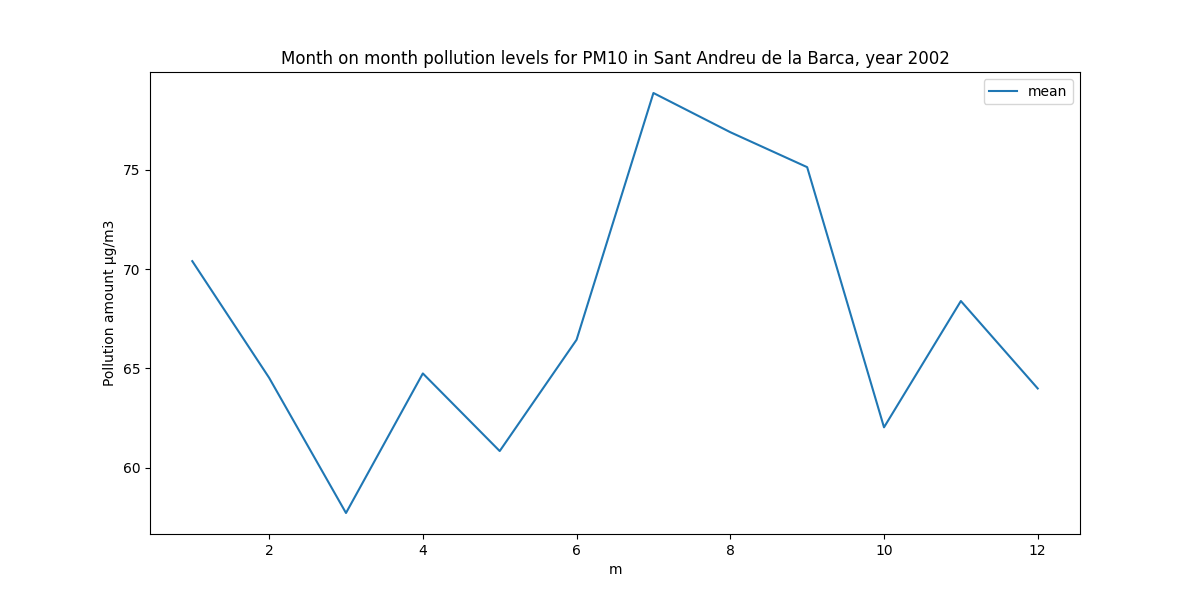 Month on month pollution levels for PM10 in Sant Andreu de la Barca, year 2002
mean
Pollution amount µg/m3
75
70
65
60
2 4 6 8 10 12
m